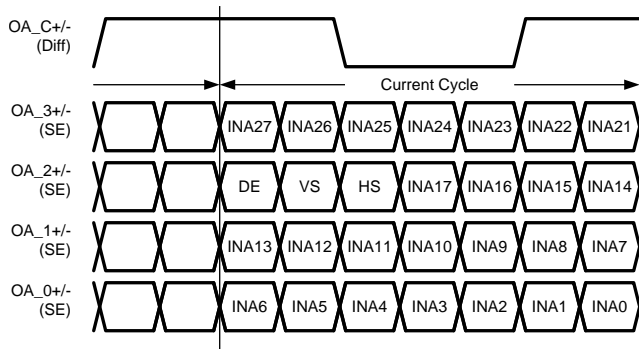 OA_C+/-
(Diff)
Current Cycle
OA_3+/-
(SE)
INA27 INA26 INA25 INA24 INA23 INA22 INA21
OA_2+/-
(SE)
DE VS HS INA17 INA16 INA15 INA14
OA_1+/-
(SE)
INA13 INA12 INA11 INA10 INA9 INA8 INA7
OA_0+/-
(SE)
INA6 INA5 INA4 INA3 INA2 INA1 INA0